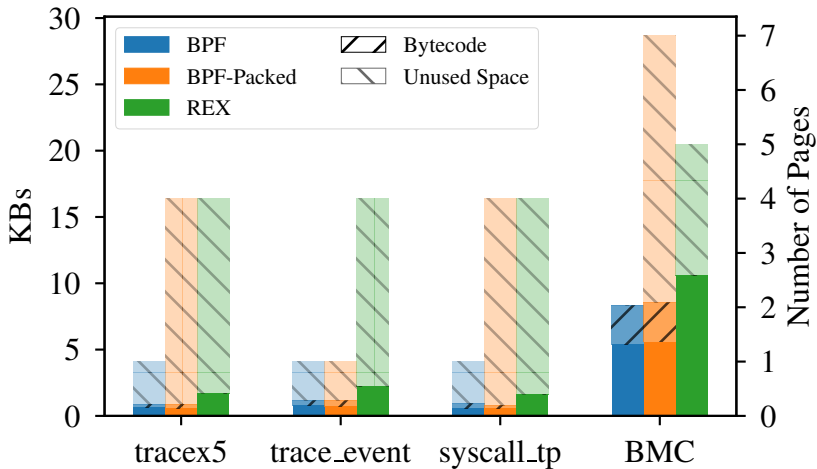 30
25
20
15
10
5
0
KBs
BPF
BPF-Packed
REX
Bytecode
Unused Space
7
6
5
4
3
2
1
0
Number of Pages
tracex5
trace_event
syscall_tp
BMC